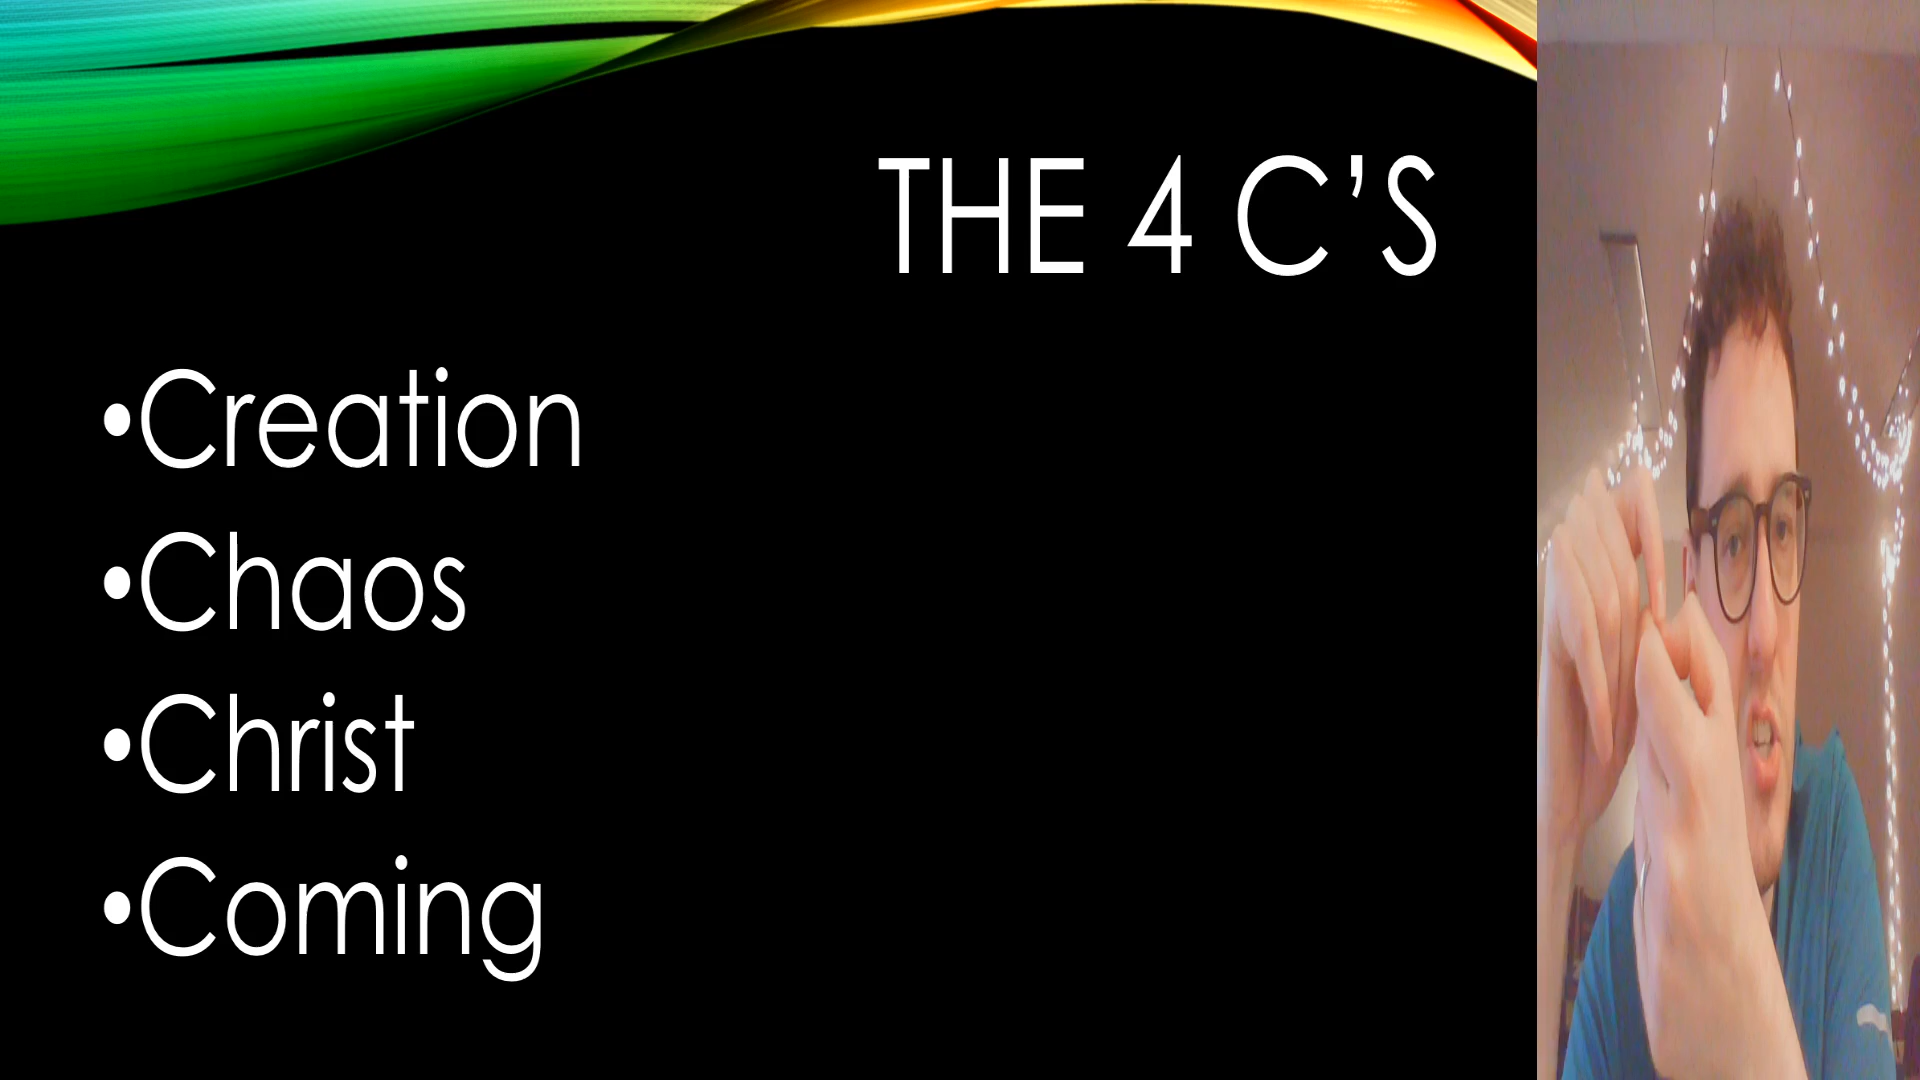 THE 4 C’S
•Creation
•Chaos
•Christ
•Coming